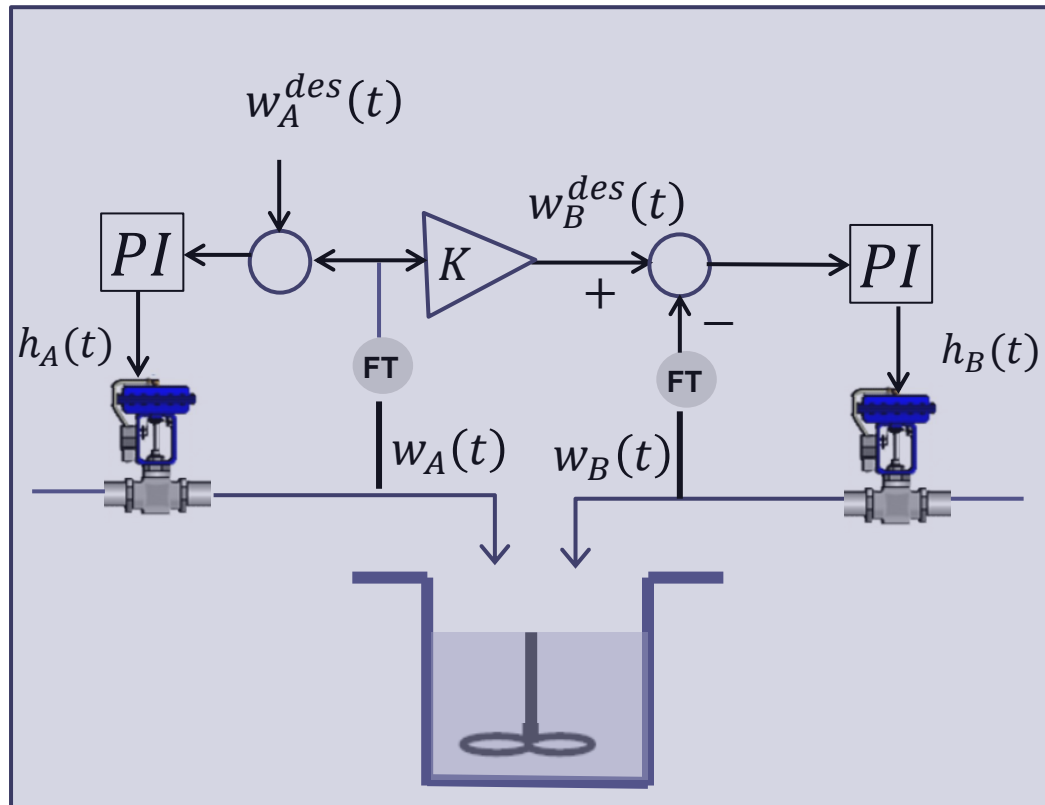 w_A^{des}(t)
w_B^{des}(t)
PI
K
PI
+
−
h_A(t)
FT
FT
h_B(t)
w_A(t)
w_B(t)